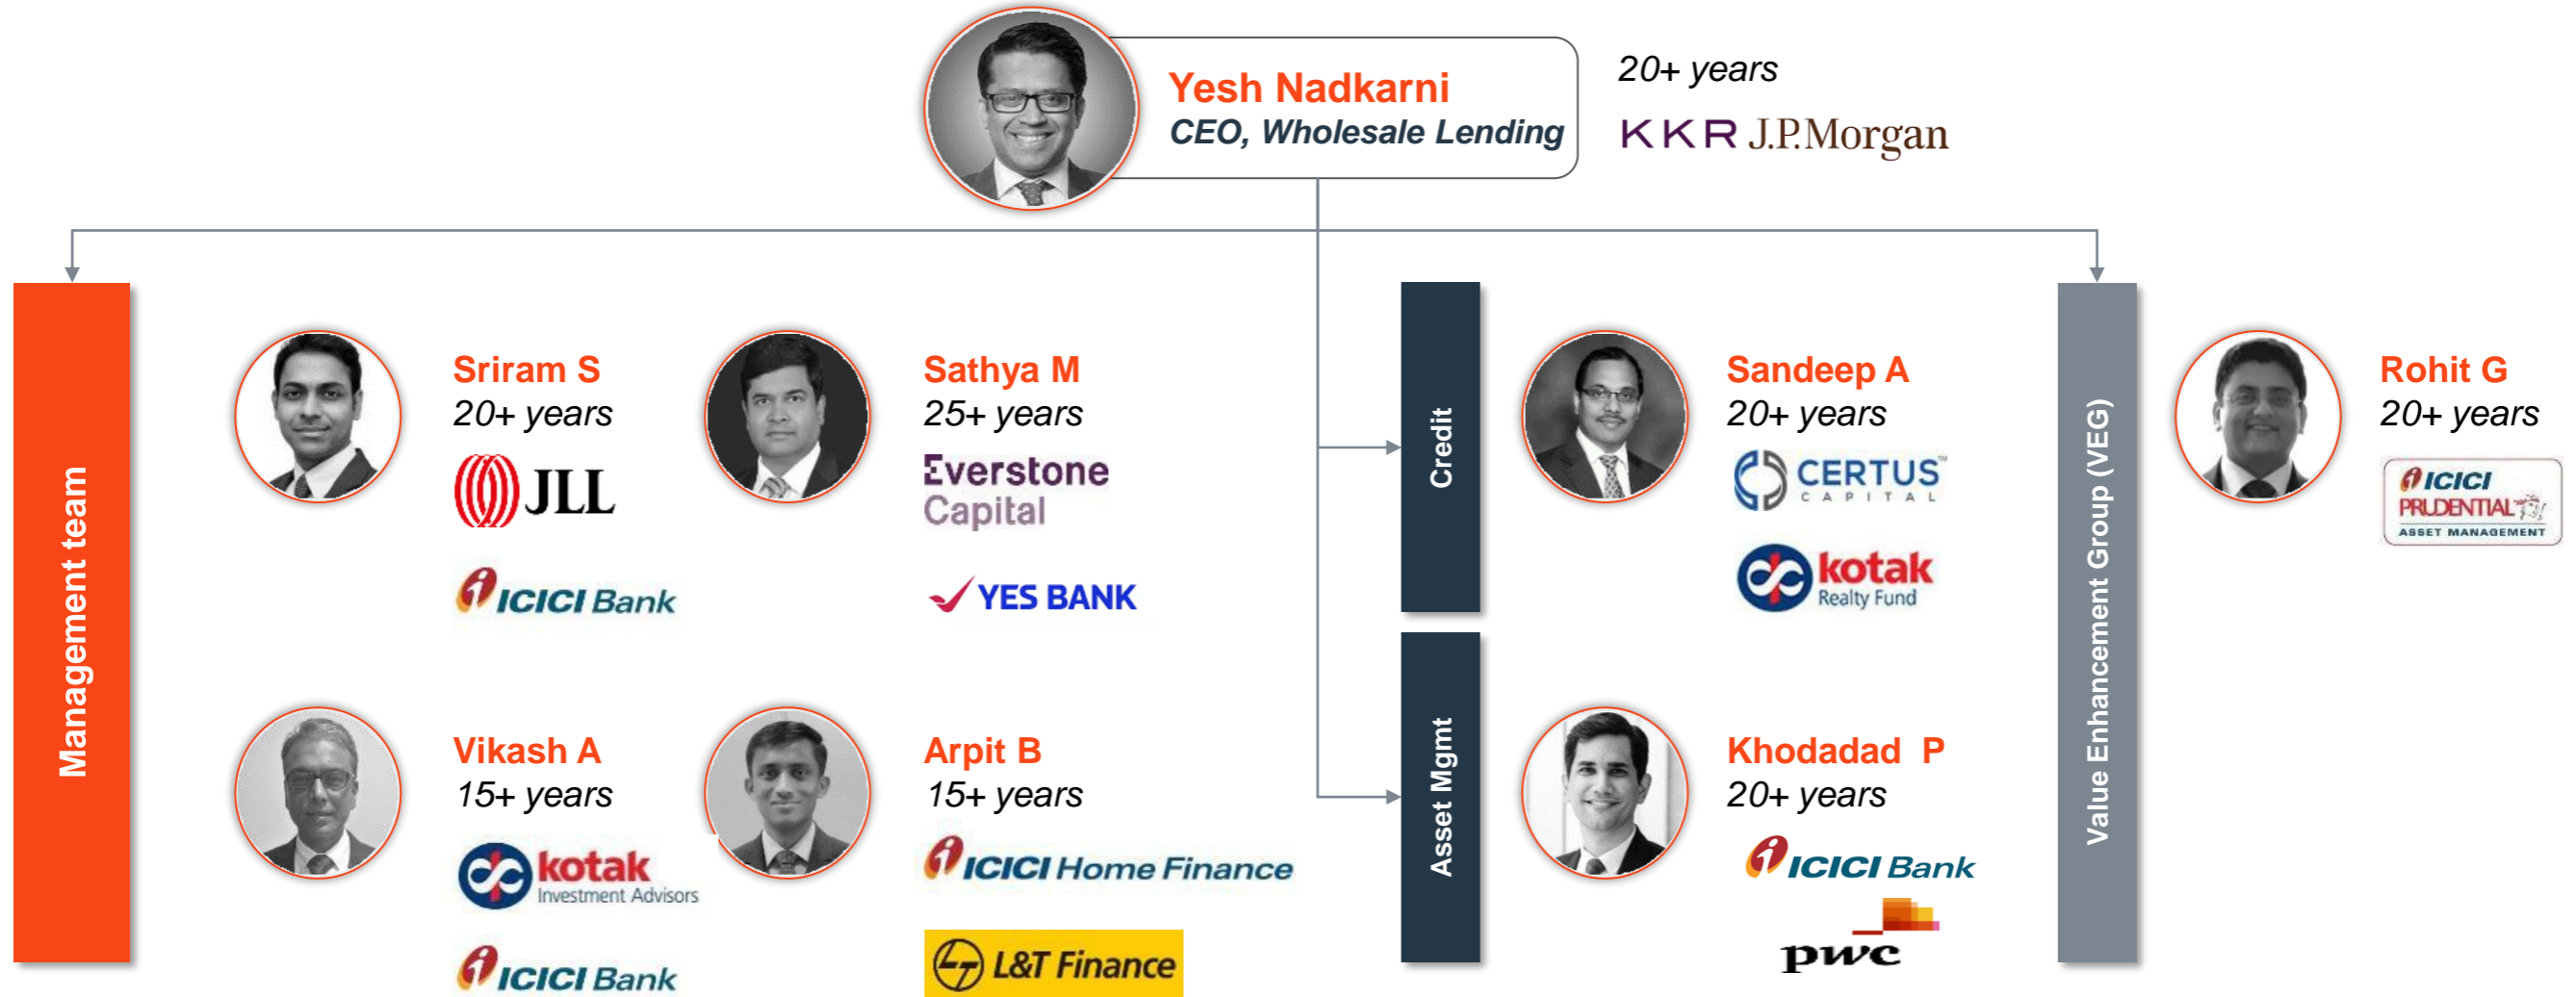 Yesh Nadkarni
CEO, Wholesale Lending
20+ years
KKR J.P.Morgan
Management team
Sriram S
20+ years
JLL
ICICI Bank
Sathya M
25+ years
Everstone
Capital
YES BANK
Vikash A
15+ years
kotak
Investment Advisors
ICICI Bank
Arpit B
15+ years
ICICI Home Finance
L&T Finance
Credit
Sandeep A
20+ years
CERTUS™
CAPITAL
kotak
Realty Fund
Asset Mgmt
Khodadad P
20+ years
ICICI Bank
pwc
Value Enhancement Group (VEG)
Rohit G
20+ years
ICICI
PRUDENTIAL
ASSET MANAGEMENT